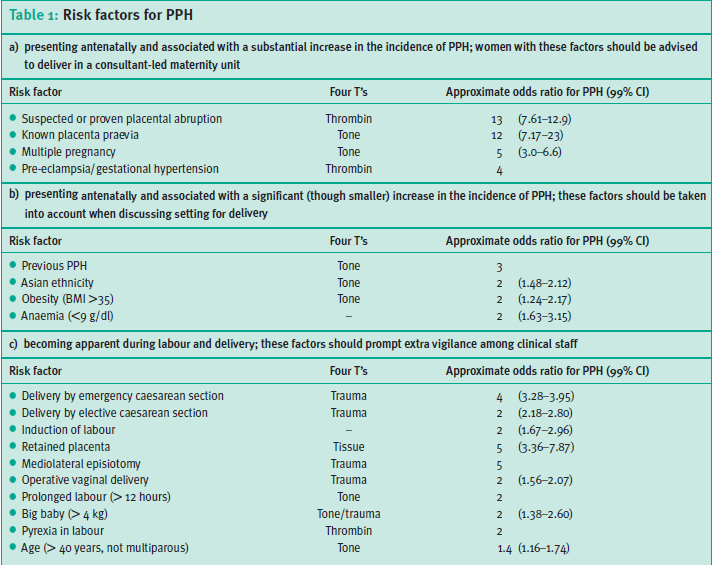 Table 1: Risk factors for PPH
a) presenting antenatally and associated with a substantial increase in the incidence of PPH; women with these factors should be advised
to deliver in a consultant-led maternity unit
Risk factor Four T's Approximate odds ratio for PPH (99% CI)
• Suspected or proven placental abruption Thrombin 13 (7.61–12.9)
• Known placenta praevia Tone 12 (7.17–23)
• Multiple pregnancy Tone 5 (3.0–6.6)
• Pre-eclampsia/gestational hypertension Thrombin 4
b) presenting antenatally and associated with a significant (though smaller) increase in the incidence of PPH; these factors should be taken
into account when discussing setting for delivery
Risk factor Four T's Approximate odds ratio for PPH (99% CI)
• Previous PPH Tone 3
• Asian ethnicity Tone 2 (1.48–2.12)
• Obesity (BMI >35) Tone 2 (1.24–2.17)
• Anaemia (<9 g/dl) – 2 (1.63–3.15)
c) becoming apparent during labour and delivery; these factors should prompt extra vigilance among clinical staff
Risk factor Four T's Approximate odds ratio for PPH (99% CI)
• Delivery by emergency caesarean section Trauma 4 (3.28–3.95)
• Delivery by elective caesarean section Trauma 2 (2.18–2.80)
• Induction of labour – 2 (1.67–2.96)
• Retained placenta Tissue 5 (3.36–7.87)
• Mediolateral episiotomy Trauma 5
• Operative vaginal delivery Trauma 2 (1.56–2.07)
• Prolonged labour (> 12 hours) Tone 2
• Big baby (> 4 kg) Tone/trauma 2 (1.38–2.60)
• Pyrexia in labour Thrombin 2
• Age (> 40 years, not multiparous) Tone 1.4 (1.16–1.74)